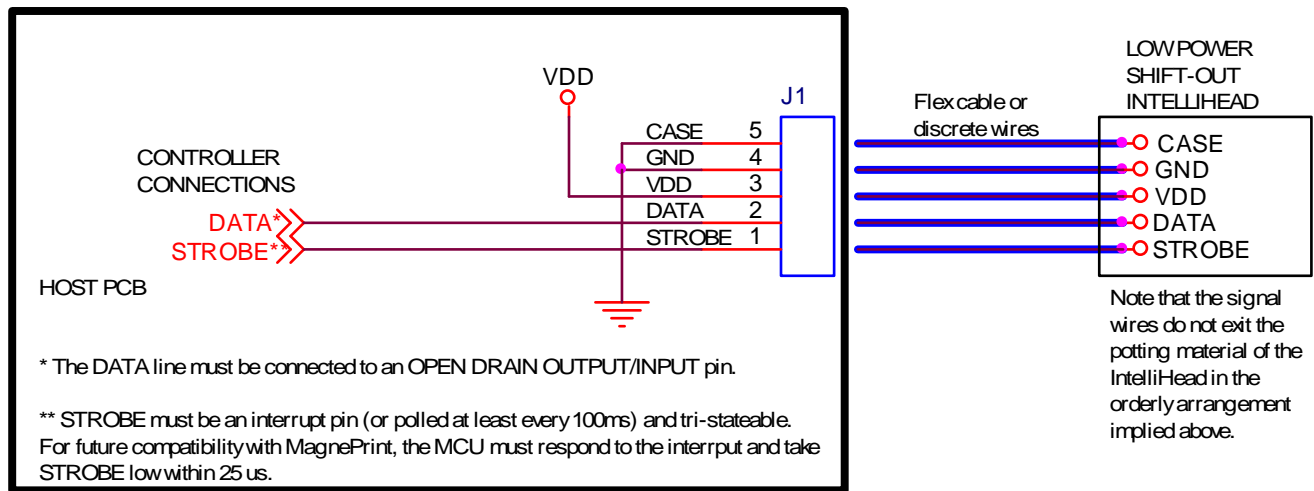 VDD
J1
CASE 5
GND 4
VDD 3
DATA 2
STROBE 1
CONTROLLER
CONNECTIONS
DATA*
STROBE**
HOST PCB
* The DATA line must be connected to an OPEN DRAIN OUTPUT/INPUT pin.
** STROBE must be an interrupt pin (or polled at least every 100ms) and tri-stateable.
For future compatibility with MagnePrint, the MCU must respond to the interrput and take
STROBE low within 25 us.
Flex cable or
discrete wires
LOW POWER
SHIFT-OUT
INTELLIHEAD
CASE
GND
VDD
DATA
STROBE
Note that the signal
wires do not exit the
potting material of the
IntelliHead in the
orderly arrangement
implied above.